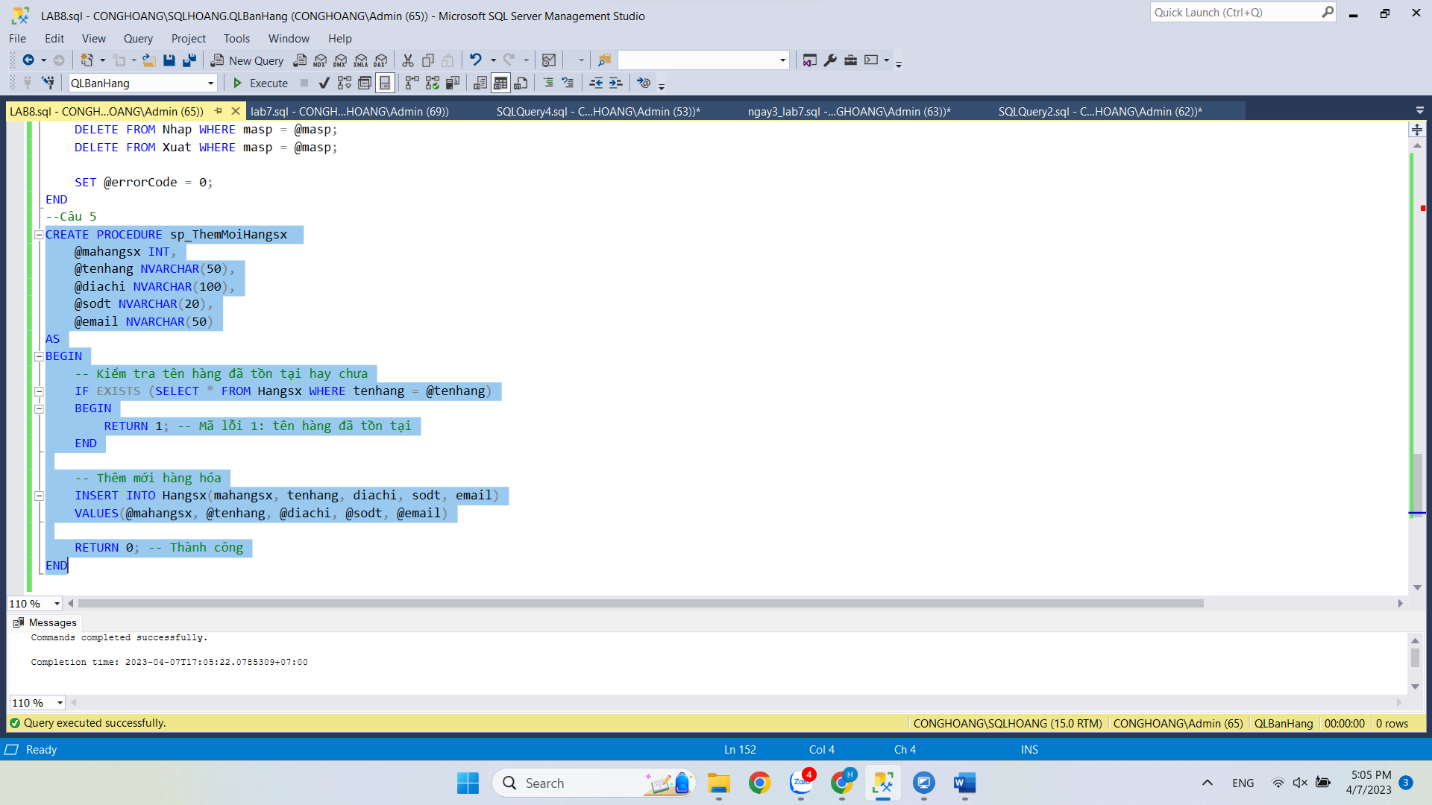 LAB8.sql - CONGHOANG\SQLHOANG.QLBanHang (CONGHOANG\Admin (65)) - Microsoft SQL Server Management Studio
Quick Launch (Ctrl+Q)
File Edit View Query Project Tools Window Help
New Query
MDX DMX XMLA DAX
QLBanHang
Execute
LAB8.sql - CONGH...OANG\Admin (65))
lab7.sql - CONGH...HOANG\Admin (69))
SQLQuery4.sql - C...HOANG\Admin (53))*
ngay3_lab7.sql -...GHOANG\Admin (63))*
SQLQuery2.sql - C...HOANG\Admin (62))*
DELETE FROM Nhap WHERE masp = @masp;
DELETE FROM Xuat WHERE masp = @masp;
SET @errorCode = 0;
END
--Câu 5
CREATE PROCEDURE sp_ThemMoiHangsx
@mahangsx INT,
@tenhang NVARCHAR(50),
@diachi NVARCHAR(100),
@sodt NVARCHAR(20),
@email NVARCHAR(50)
AS
BEGIN
-- Kiểm tra tên hàng đã tồn tại hay chưa
IF EXISTS (SELECT * FROM Hangsx WHERE tenhang = @tenhang)
BEGIN
RETURN 1; -- Mã lỗi 1: tên hàng đã tồn tại
END
-- Thêm mới hàng hóa
INSERT INTO Hangsx(mahangsx, tenhang, diachi, sodt, email)
VALUES(@mahangsx, @tenhang, @diachi, @sodt, @email)
RETURN 0; -- Thành công
END
110 %
Messages
Commands completed successfully.
Completion time: 2023-04-07T17:05:22.0785309+07:00
110 %
Query executed successfully.
CONGHOANG\SQLHOANG (15.0 RTM) CONGHOANG\Admin (65) QLBanHang 00:00:00 0 rows
Ready
Ln 152 Col 4 Ch 4 INS
Search
Zalo 4
H
W
ENG
5:05 PM
4/7/2023
3